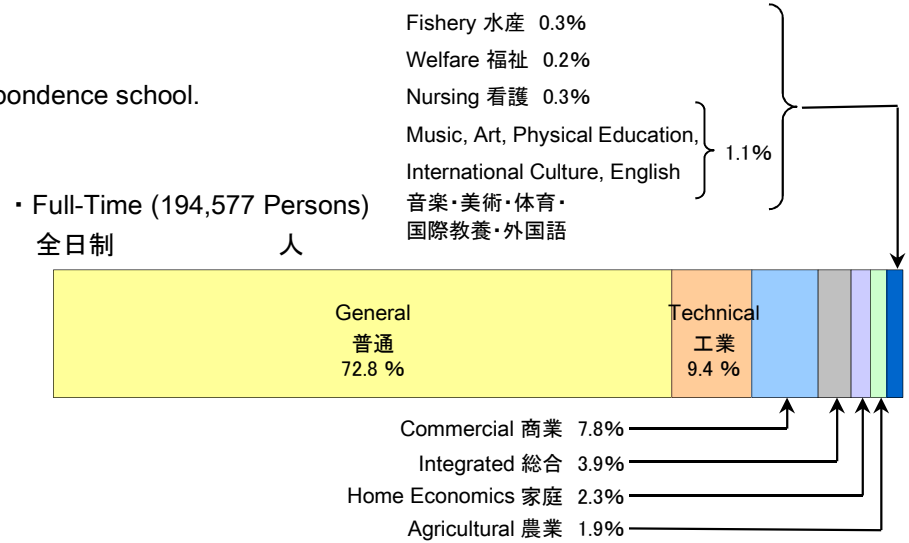 pondence school.
・Full-Time (194,577 Persons)
全日制 人
Fishery 水産 0.3%
Welfare 福祉 0.2%
Nursing 看護 0.3%
Music, Art, Physical Education,
International Culture, English
音楽・美術・体育・
国際教養・外国語
1.1%
General
普通
72.8 %
Technical
工業
9.4 %
Commercial 商業 7.8%
Integrated 総合 3.9%
Home Economics 家庭 2.3%
Agricultural 農業 1.9%